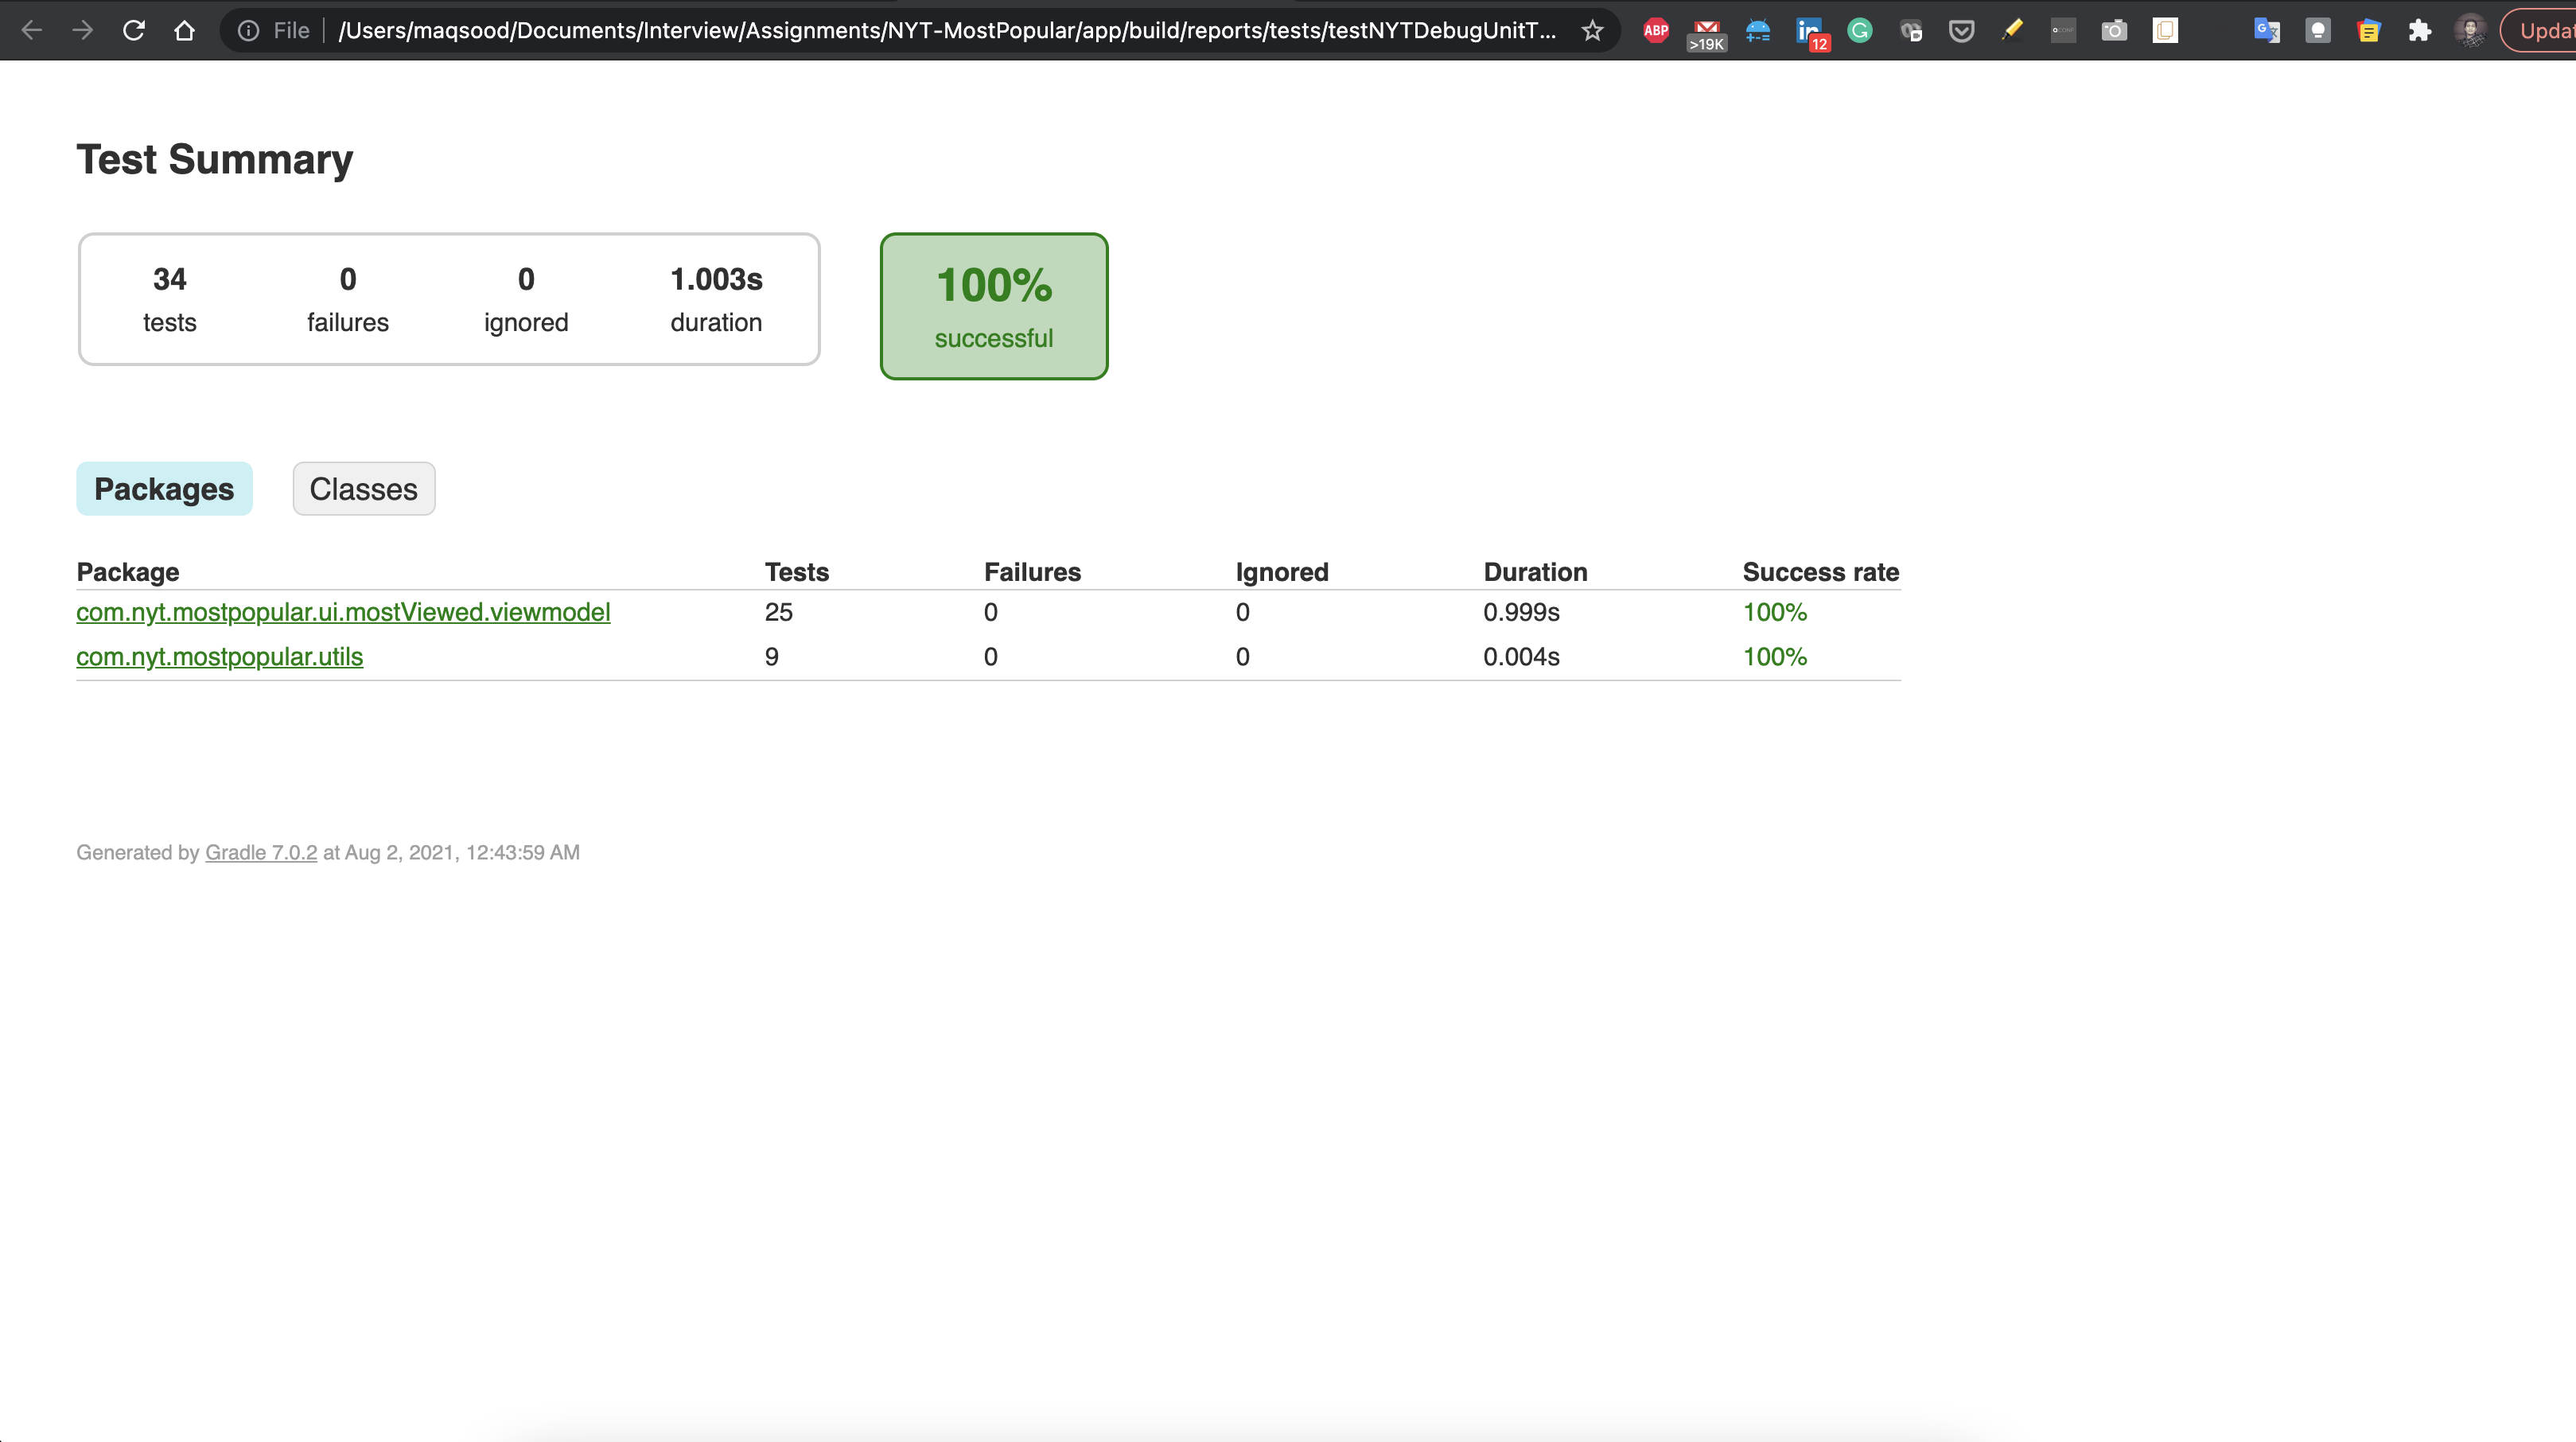 File /Users/maqsood/Documents/Interview/Assignments/NYT-MostPopular/app/build/reports/tests/testNYTDebugUnitT... ABP >19K in 12 G Updat
Test Summary
34 0 0 1.003s
tests failures ignored duration
100%
successful
Packages Classes
Package Tests Failures Ignored Duration Success rate
com.nyt.mostpopular.ui.mostViewed.viewmodel 25 0 0 0.999s 100%
com.nyt.mostpopular.utils 9 0 0 0.004s 100%
Generated by Gradle 7.0.2 at Aug 2, 2021, 12:43:59 AM